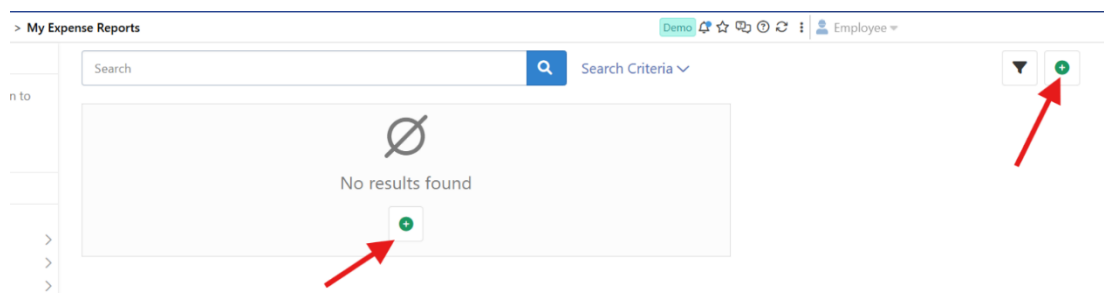 > My Expense Reports
Demo
Employee
Search
Search Criteria
n to
No results found